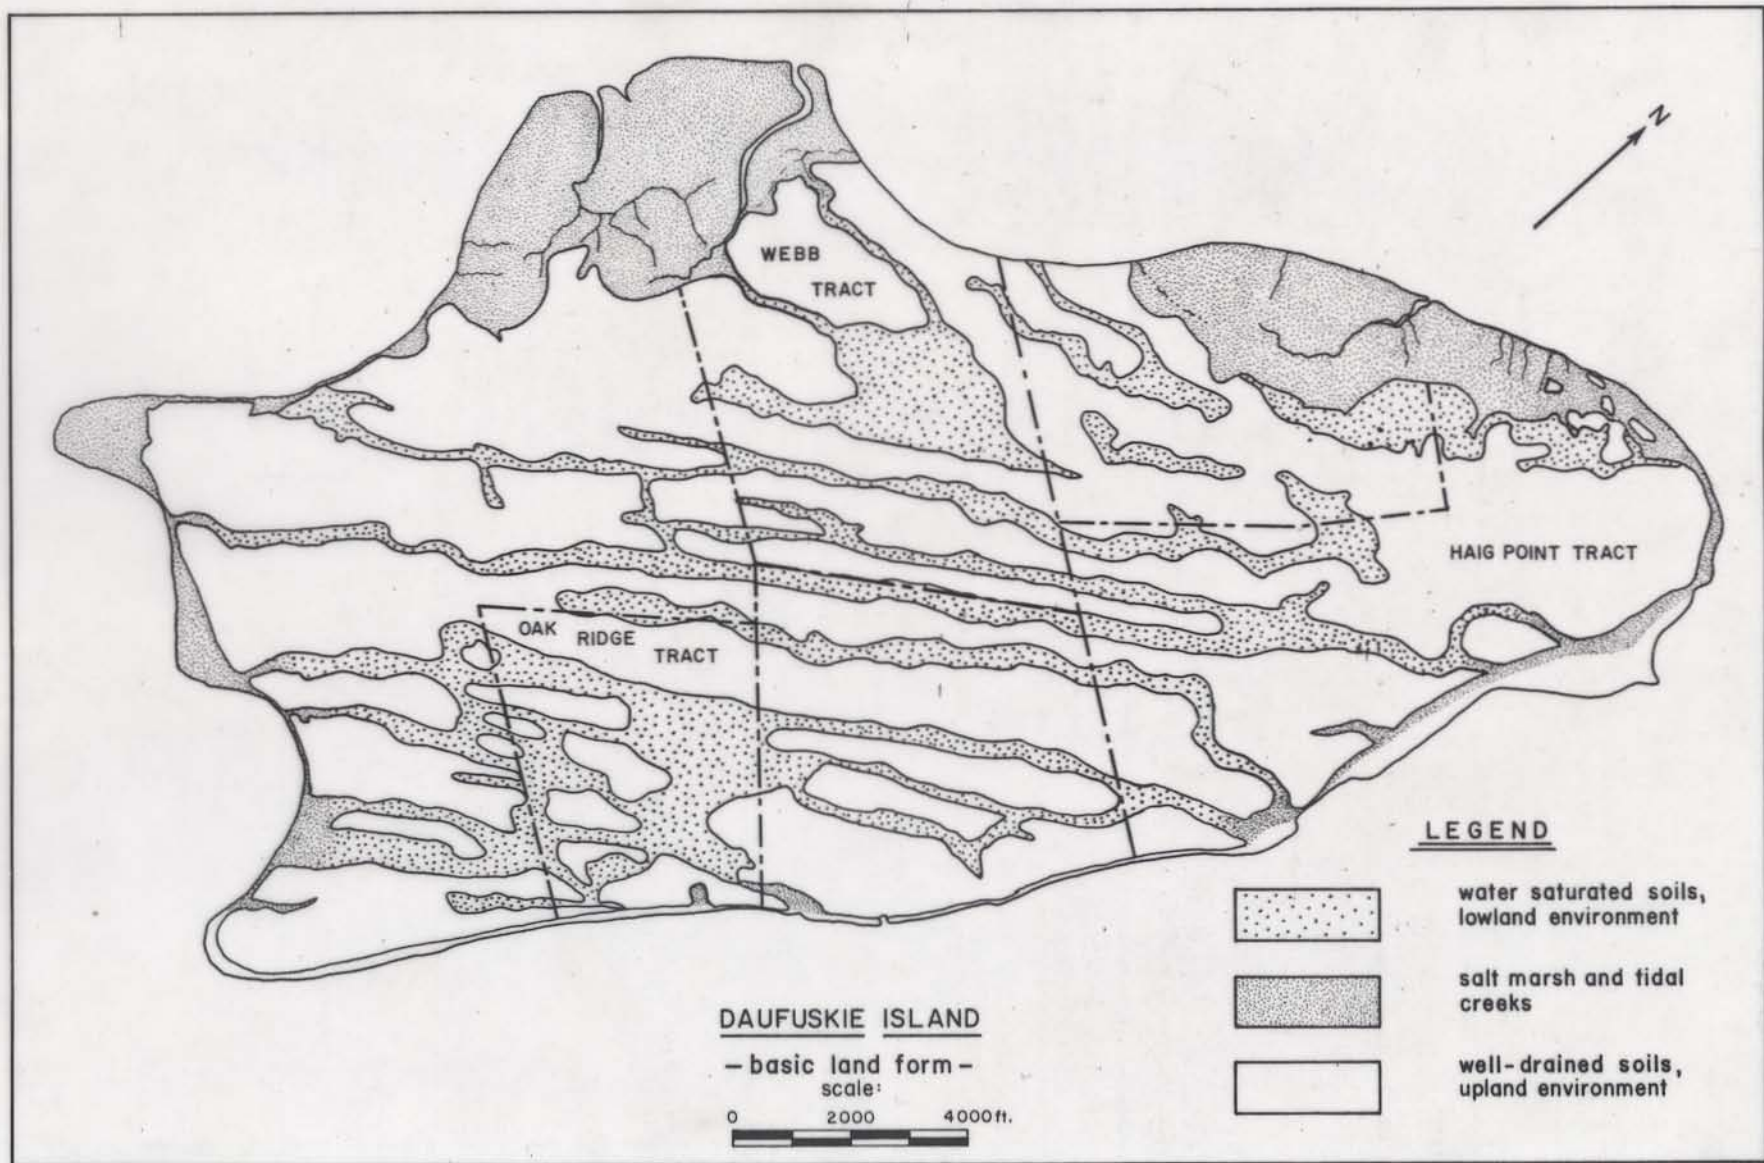 N
WEBB
TRACT
HAIG POINT TRACT
OAK
RIDGE
TRACT
LEGEND
water saturated soils,
lowland environment
salt marsh and tidal
creeks
well-drained soils,
upland environment
DAUFUSKIE ISLAND
- basic land form -
scale:
0 2000 4000 ft.